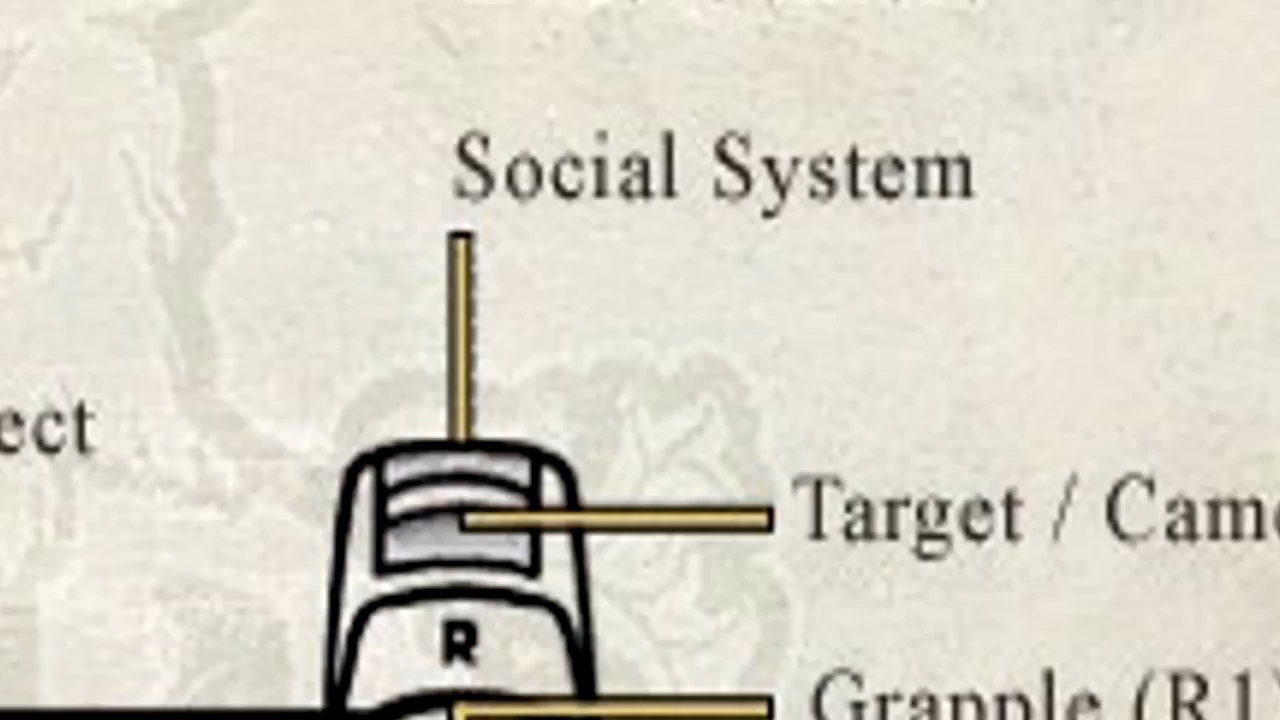 Social System
ect
Target / Cam
R
Grapple (R1)